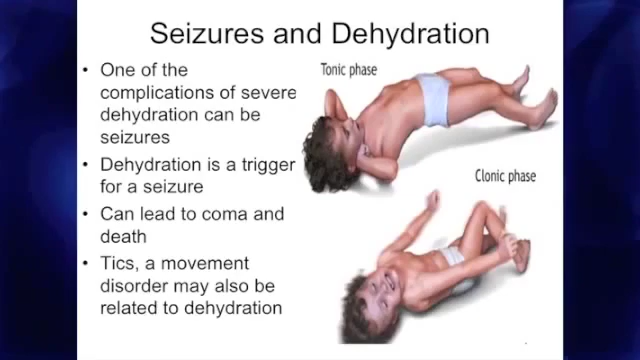 Seizures and Dehydration
• One of the
complications of severe
dehydration can be
seizures
• Dehydration is a trigger
for a seizure
• Can lead to coma and
death
• Tics, a movement
disorder may also be
related to dehydration
Tonic phase
Clonic phase